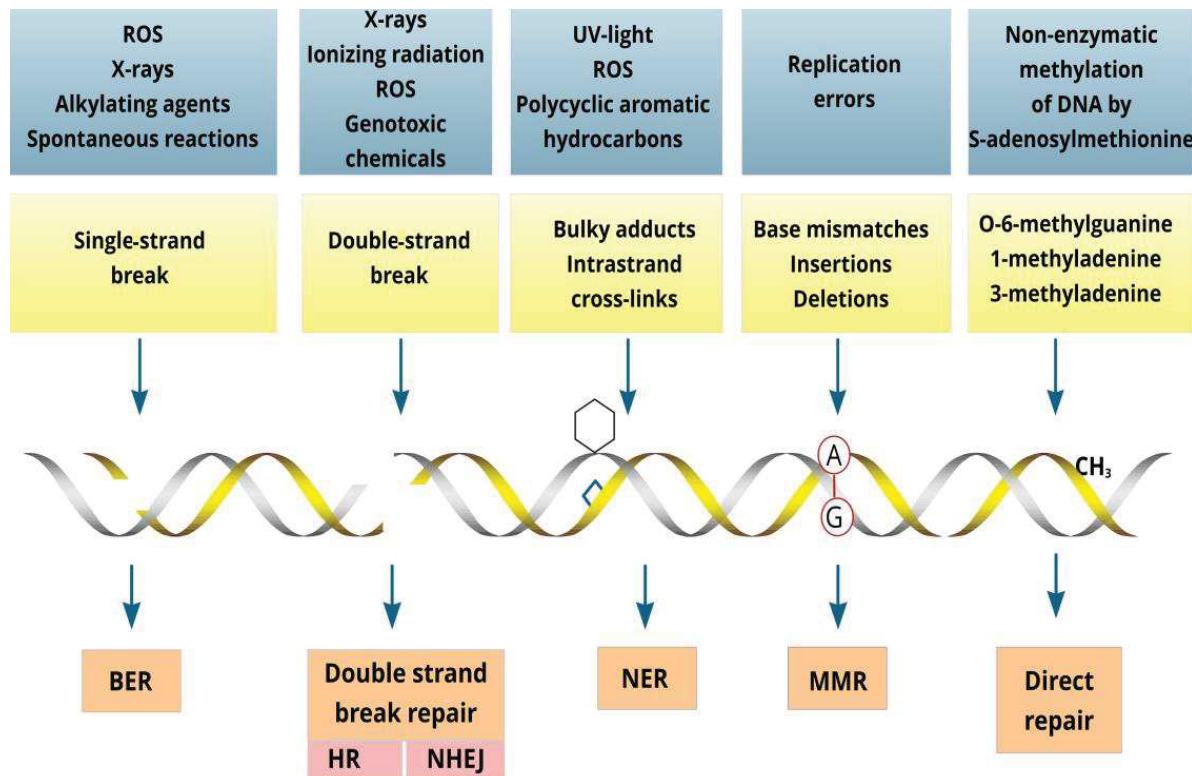 ROS
X-rays
Alkylating agents
Spontaneous reactions
X-rays
Ionizing radiation
ROS
Genotoxic
chemicals
UV-light
ROS
Polycyclic aromatic
hydrocarbons
Replication
errors
Non-enzymatic
methylation
of DNA by
S-adenosylmethionine
Single-strand
break
Double-strand
break
Bulky adducts
Intrastrand
cross-links
Base mismatches
Insertions
Deletions
O-6-methylguanine
1-methyladenine
3-methyladenine
A
G
CH₃
BER
Double strand
break repair
HR
NHEJ
NER
MMR
Direct
repair